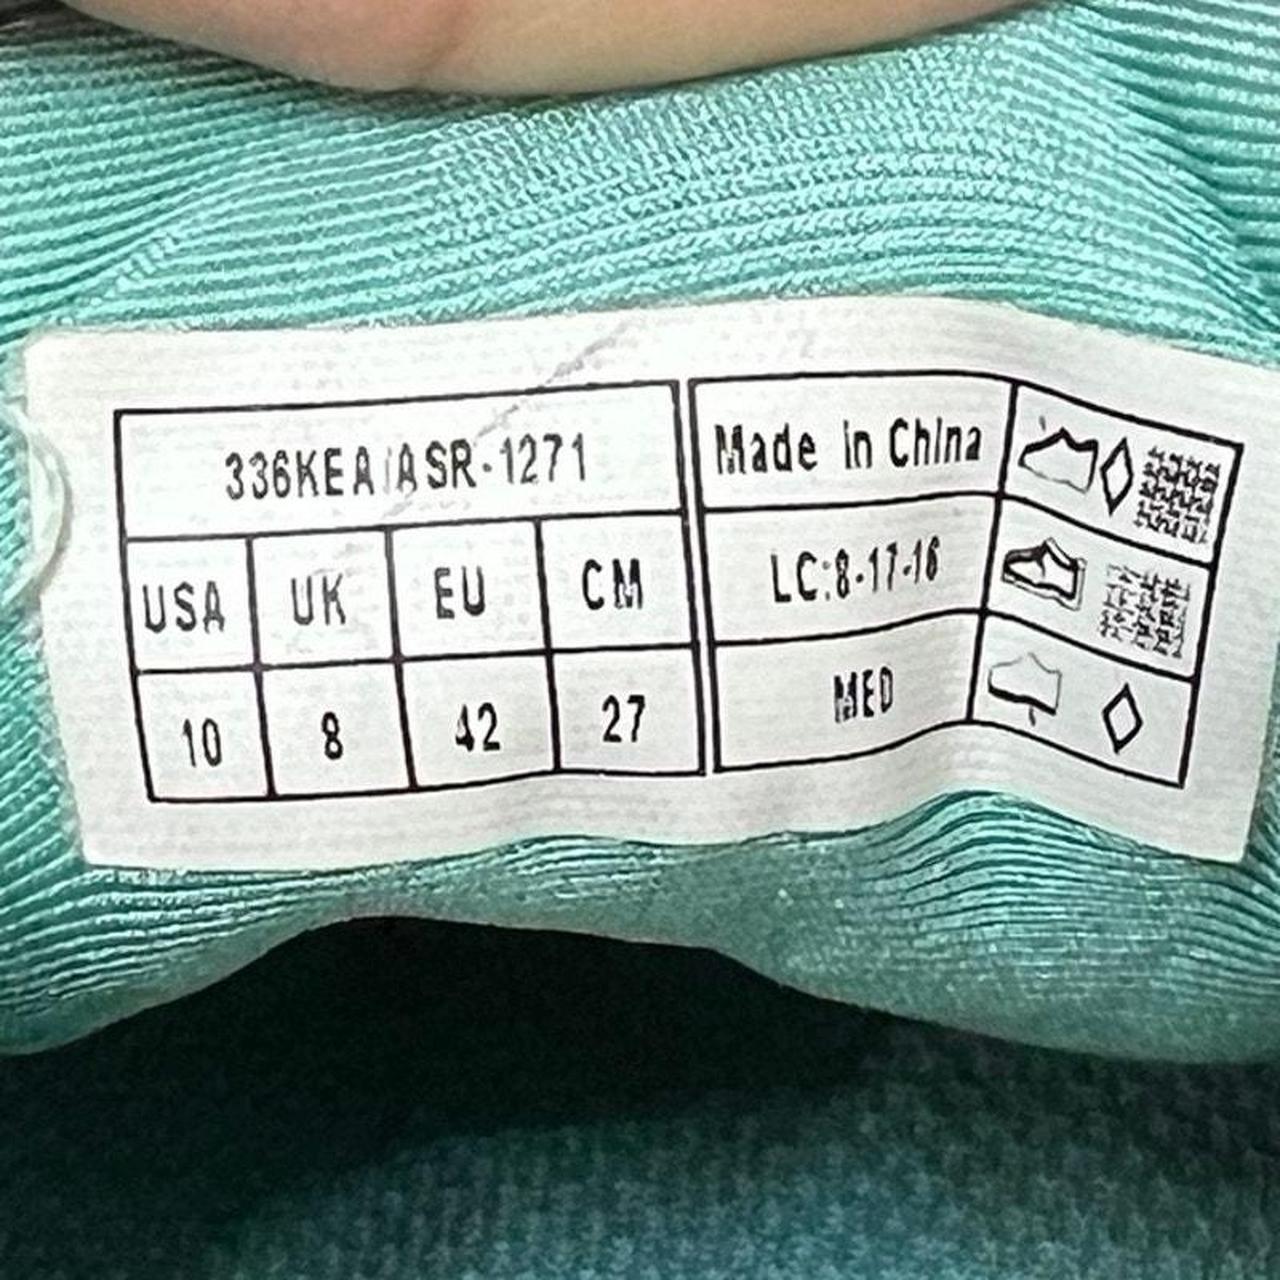 336KEA/ASR-1271
USA UK EU CM
10 8 42 27
Made in China
LC:8-17-16
MED